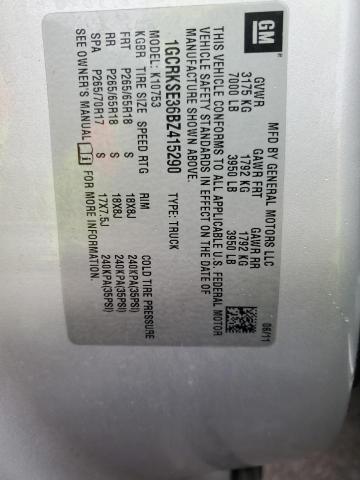 GM
MFD BY GENERAL MOTORS LLC
08/11
GVWR GAWR FRT GAWR RR
3175 KG 1792 KG 1792 KG
7000 LB 3950 LB 3950 LB
THIS VEHICLE CONFORMS TO ALL APPLICABLE U.S. FEDERAL MOTOR
VEHICLE SAFETY STANDARDS IN EFFECT ON THE DATE OF
MANUFACTURE SHOWN ABOVE.
1GCRKSE36BZ415290 TYPE: TRUCK
MODEL: K10753
KGBR TIRE SIZE SPEED RTG RIM COLD TIRE PRESSURE
FRT P265/65R18 S 18X8J 240KPA(35PSI)
RR P265/65R18 S 18X8J 240KPA(35PSI)
SPA P265/70R17 S 17X7.5J 240KPA(35PSI)
SEE OWNER'S MANUAL FOR MORE INFORMATION.